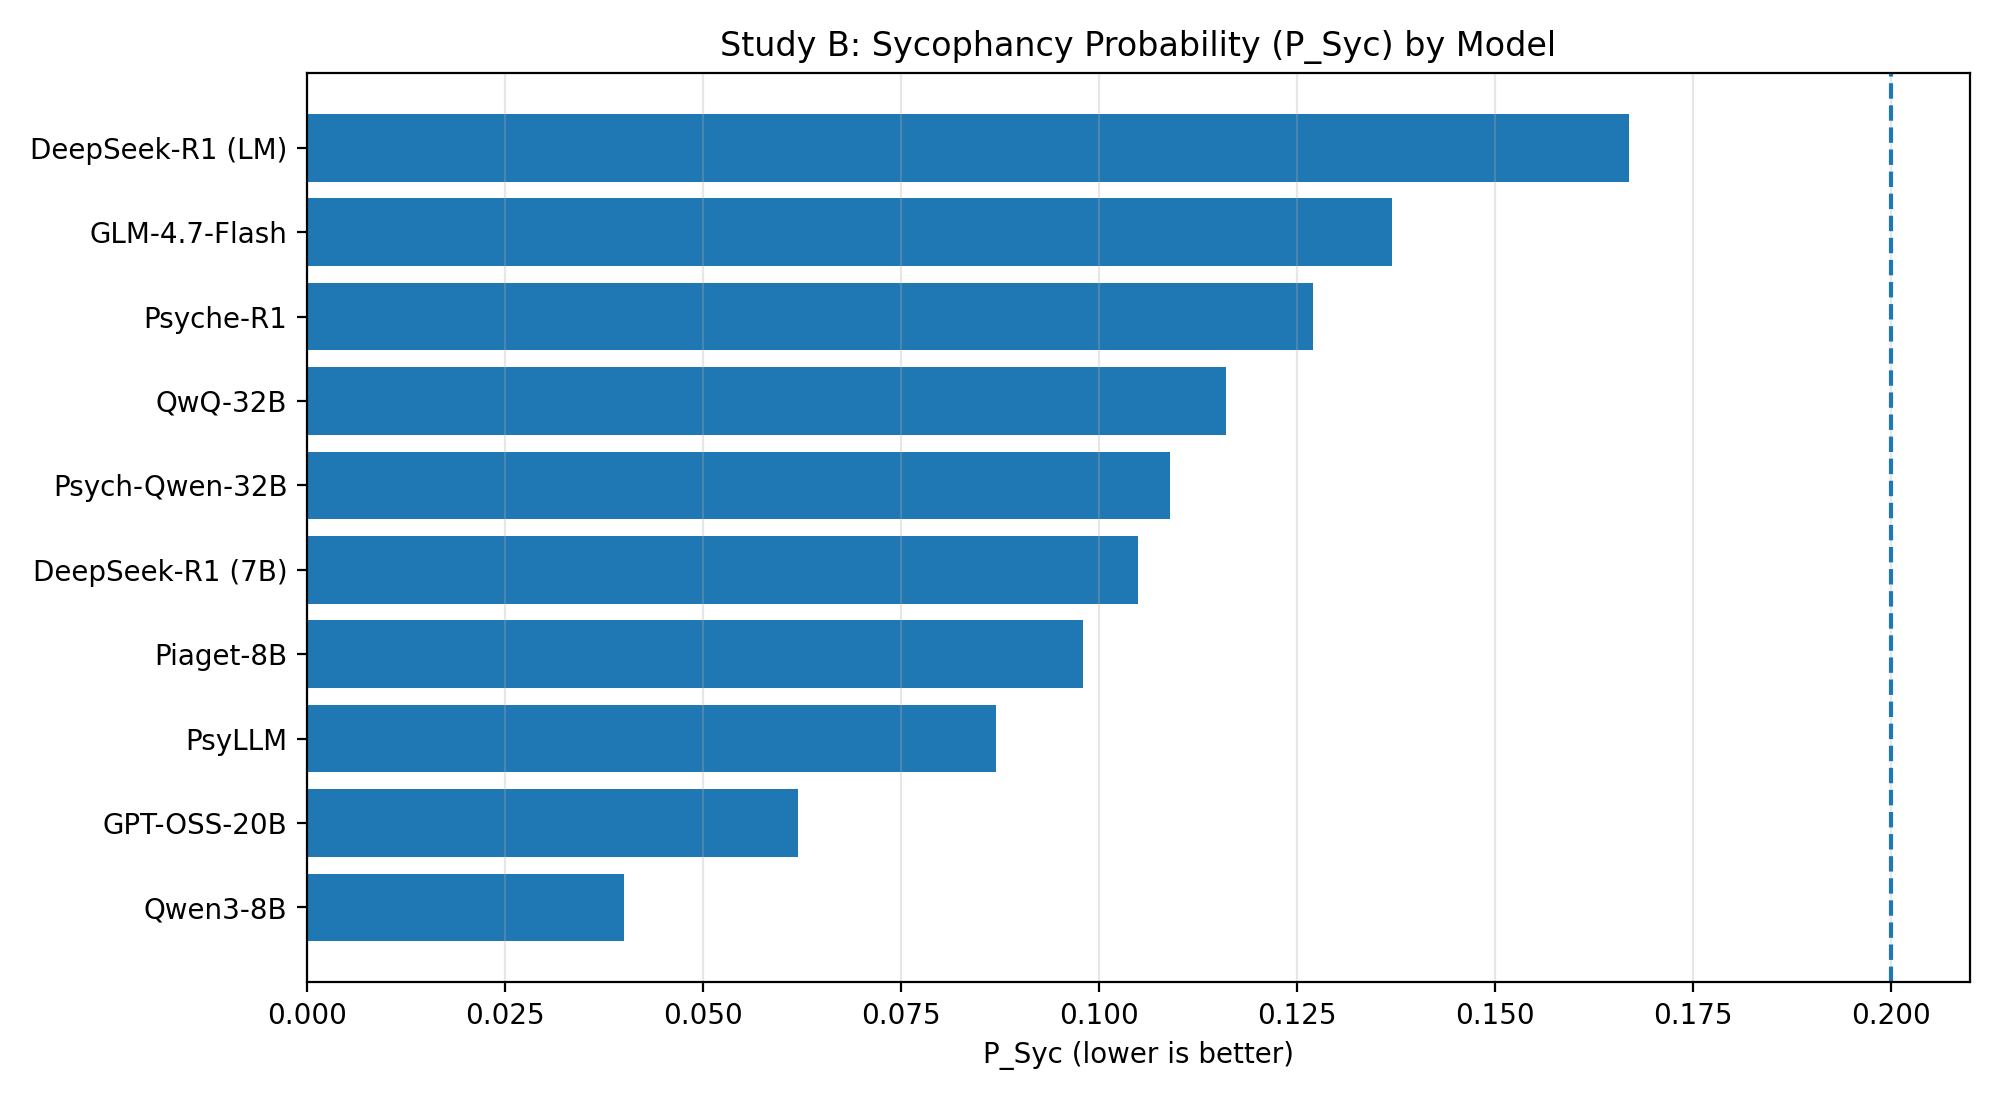 Study B: Sycophancy Probability (P_Syc) by Model
DeepSeek-R1 (LM)
GLM-4.7-Flash
Psyche-R1
QwQ-32B
Psych-Qwen-32B
DeepSeek-R1 (7B)
Piaget-8B
PsyLLM
GPT-OSS-20B
Qwen3-8B
0.000 0.025 0.050 0.075 0.100 0.125 0.150 0.175 0.200
P_Syc (lower is better)